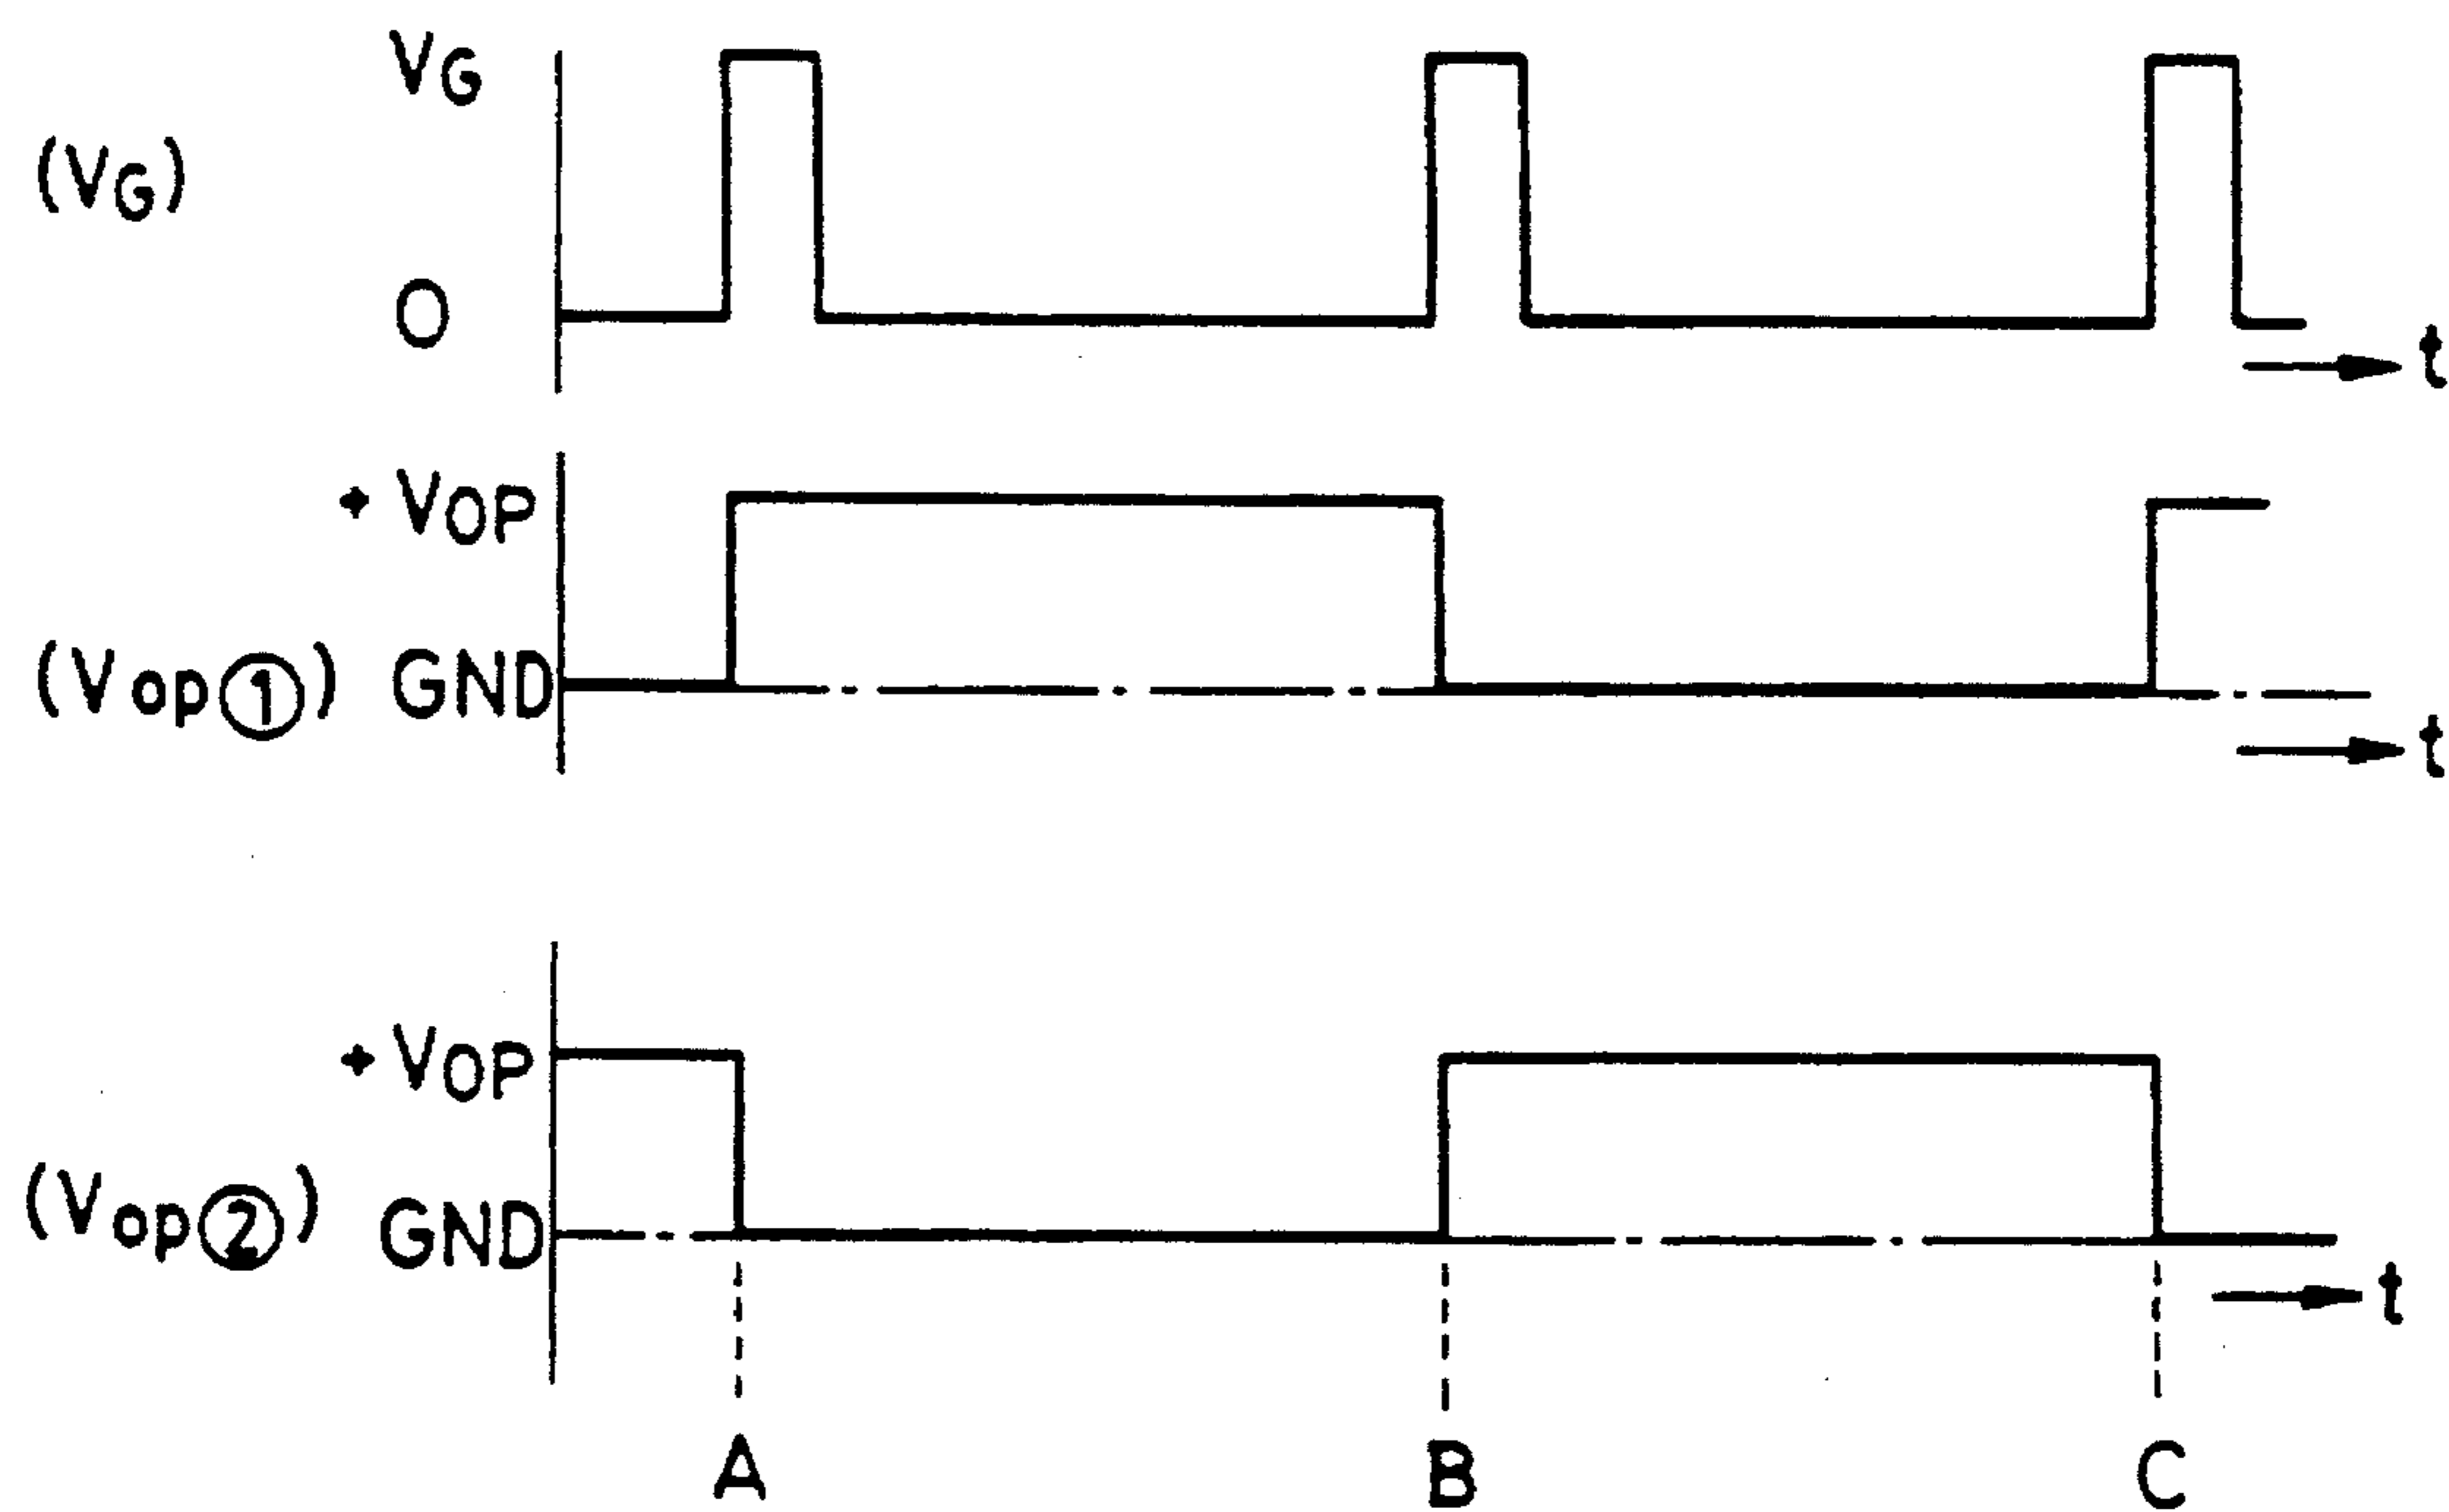 VG
(VG)
O
t
+ VOP
(Vop①) GND
t
+ VOP
(Vop②) GND
t
A B C